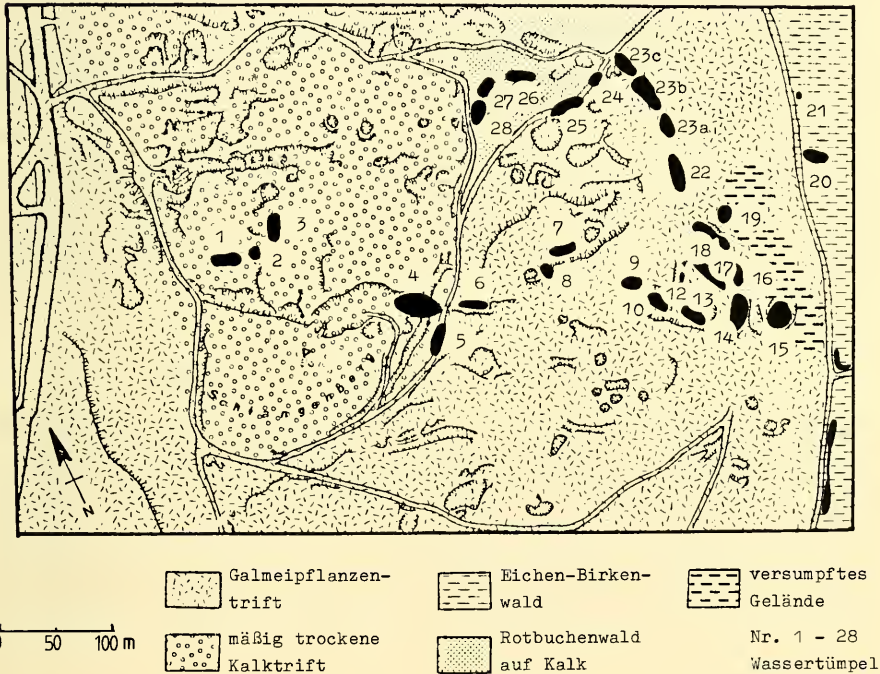 23c
27
26
24
23b
21
28
25
23a
22
20
1
3
2
7
19
18
8
9
17
16
4
6
10
12
13
14
15
5
Schlangenberg
N
Galmeipflanzen-
trift
Eichen-Birken-
wald
versumpftes
Gelände
0 50 100 m
mäßig trockene
Kalktrift
Rotbuchenwald
auf Kalk
Nr. 1 - 28
Wassertümpel